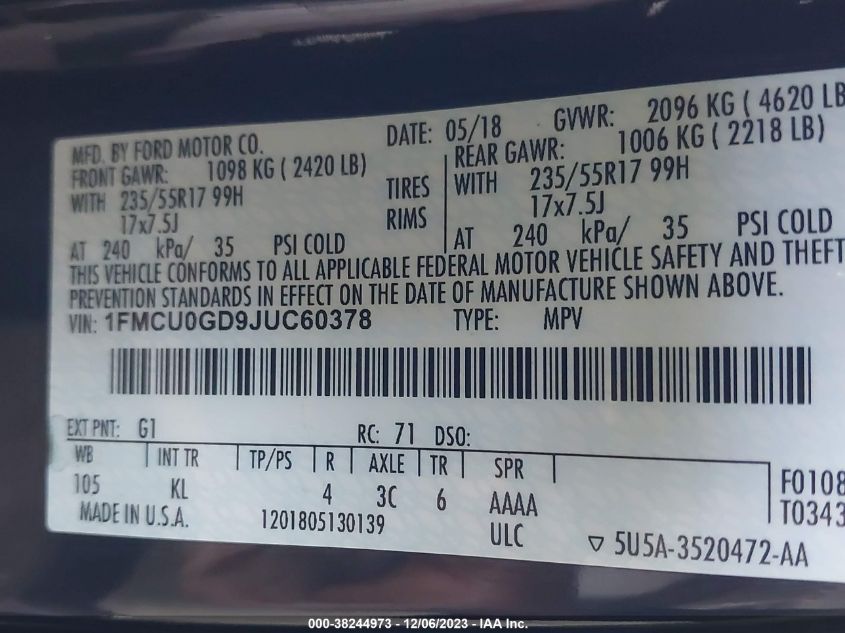 MFD. BY FORD MOTOR CO. DATE: 05/18 GVWR: 2096 KG ( 4620 LB
FRONT GAWR: 1098 KG ( 2420 LB) REAR GAWR: 1006 KG ( 2218 LB)
WITH 235/55R17 99H TIRES WITH 235/55R17 99H
17x7.5J RIMS 17x7.5J
AT 240 kPa/ 35 PSI COLD AT 240 kPa/ 35 PSI COLD
THIS VEHICLE CONFORMS TO ALL APPLICABLE FEDERAL MOTOR VEHICLE SAFETY AND THEFT
PREVENTION STANDARDS IN EFFECT ON THE DATE OF MANUFACTURE SHOWN ABOVE.
VIN: 1FMCU0GD9JUC60378 TYPE: MPV
EXT PNT: G1 RC: 71 DSO:
WB INT TR TP/PS R AXLE TR SPR
105 KL 4 3C 6 AAAA F0108
MADE IN U.S.A. 1201805130139 ULC T0343
5U5A-3520472-AA
000-38244973 - 12/06/2023 - IAA Inc.